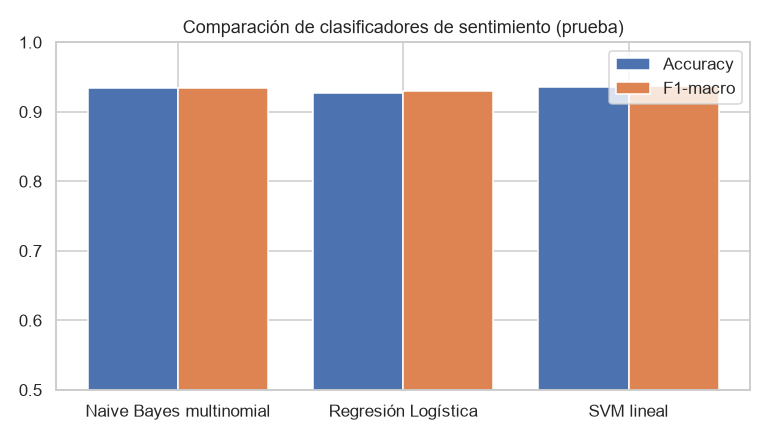 Comparación de clasificadores de sentimiento (prueba)
1.0
0.9
0.8
0.7
0.6
0.5
Accuracy
F1-macro
Naive Bayes multinomial
Regresión Logística
SVM lineal